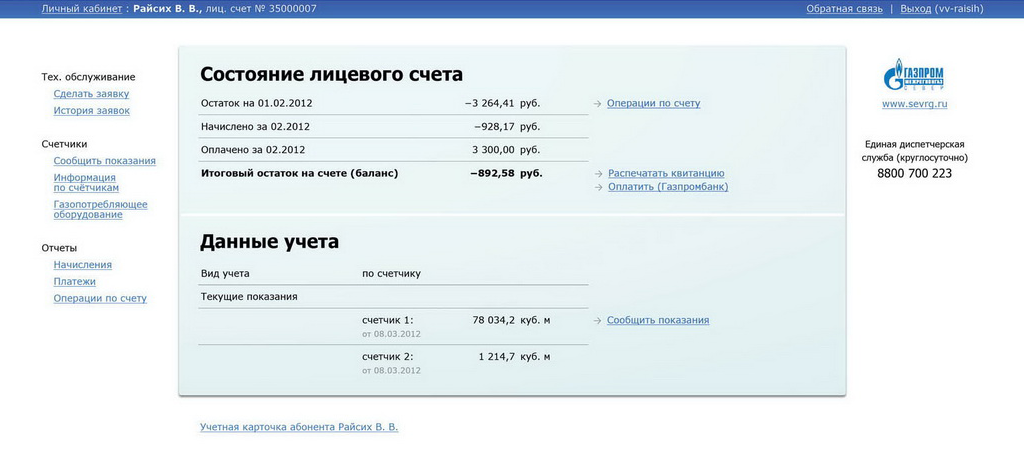 Личный кабинет : Райсих В. В., лиц. счет № 35000007
Обратная связь | Выход (vv-raisih)
Тех. обслуживание
Сделать заявку
История заявок
Счетчики
Сообщить показания
Информация
по счётчикам
Газопотребляющее
оборудование
Отчеты
Начисления
Платежи
Операции по счету
Состояние лицевого счета
Остаток на 01.02.2012 −3 264,41 руб. → Операции по счету
Начислено за 02.2012 −928,17 руб.
Оплачено за 02.2012 3 300,00 руб.
Итоговый остаток на счете (баланс) −892,58 руб. → Распечатать квитанцию
→ Оплатить (Газпромбанк)
Данные учета
Вид учета по счетчику
Текущие показания
счетчик 1: 78 034,2 куб. м → Сообщить показания
от 08.03.2012
счетчик 2: 1 214,7 куб. м
от 08.03.2012
Учетная карточка абонента Райсих В. В.
ГАЗПРОМ
МЕЖРЕГИОНГАЗ
СЕВЕР
www.sevrg.ru
Единая диспетчерская
служба (круглосуточно)
8800 700 223